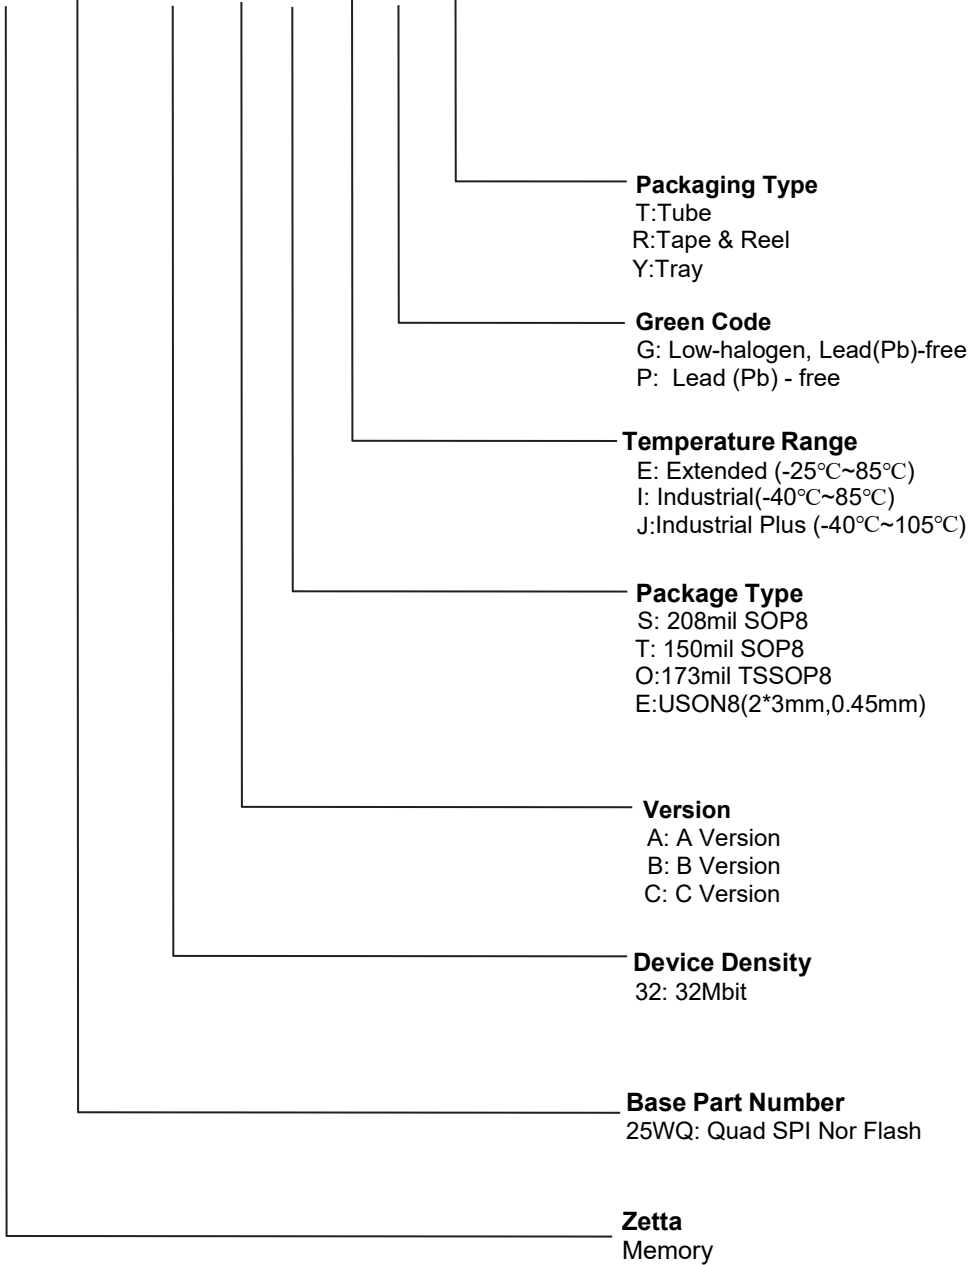 Packaging Type
T:Tube
R:Tape & Reel
Y:Tray
Green Code
G: Low-halogen, Lead(Pb)-free
P:  Lead (Pb) - free
Temperature Range
E: Extended (-25℃~85℃)
I: Industrial(-40℃~85℃)
J:Industrial Plus (-40℃~105℃)
Package Type
S: 208mil SOP8
T: 150mil SOP8
O:173mil TSSOP8
E:USON8(2*3mm,0.45mm)
Version
A: A Version
B: B Version
C: C Version
Device Density
32: 32Mbit
Base Part Number
25WQ: Quad SPI Nor Flash
Zetta
Memory